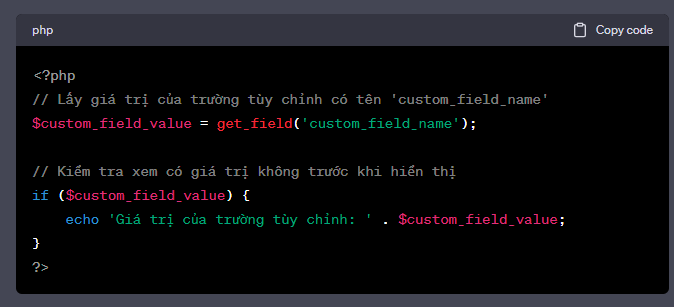 php
Copy code
<?php
// Lấy giá trị của trường tùy chỉnh có tên 'custom_field_name'
$custom_field_value = get_field('custom_field_name');
// Kiểm tra xem có giá trị không trước khi hiển thị
if ($custom_field_value) {
echo 'Giá trị của trường tùy chỉnh: ' . $custom_field_value;
}
?>